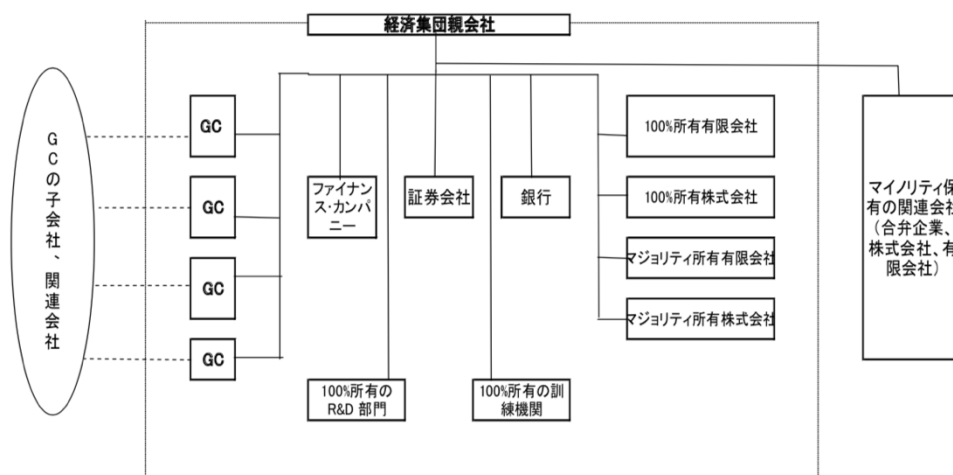 経済集団親会社
GCの子会社、関連会社
GC
GC
GC
GC
ファイナン
ス・カンパ
ニー
証券会社
銀行
100%所有の
R&D 部門
100%所有の訓
練機関
100%所有有限会社
100%所有株式会社
マジョリティ所有有限会社
マジョリティ所有株式会社
マイノリティ保
有の関連会社
(合弁企業、
株式会社、有
限会社)